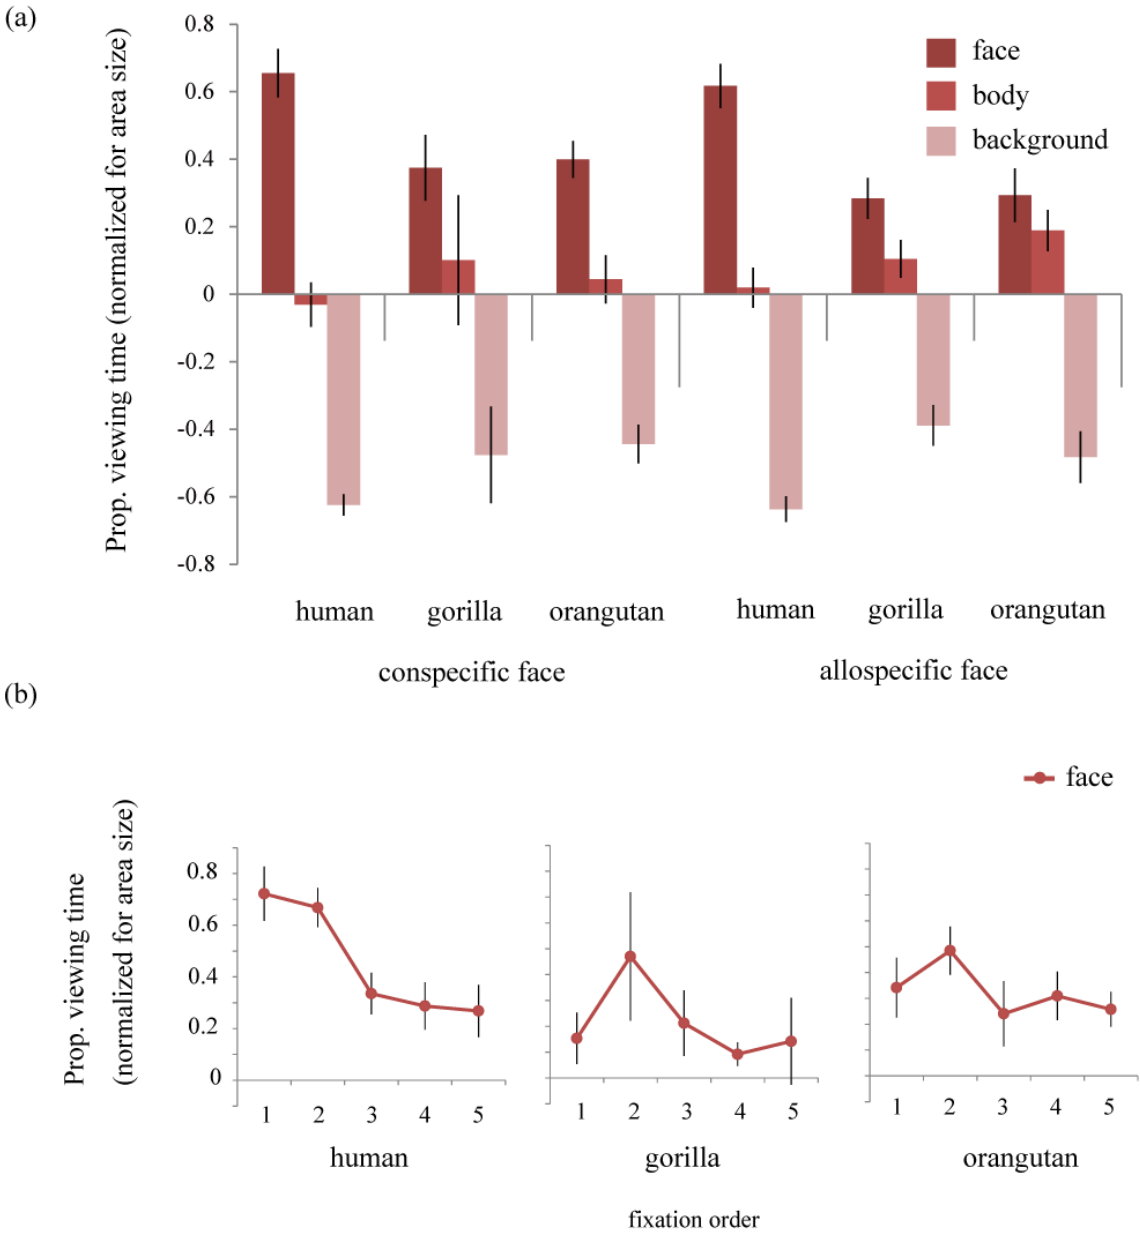 (a)
Prop. viewing time (normalized for area size)
0.8
0.6
0.4
0.2
0
-0.2
-0.4
-0.6
-0.8
face
body
background
human gorilla orangutan human gorilla orangutan
conspecific face allospecific face
(b)
face
Prop. viewing time
(normalized for area size)
0.8
0.6
0.4
0.2
0
1 2 3 4 5 1 2 3 4 5 1 2 3 4 5
human gorilla orangutan
fixation order